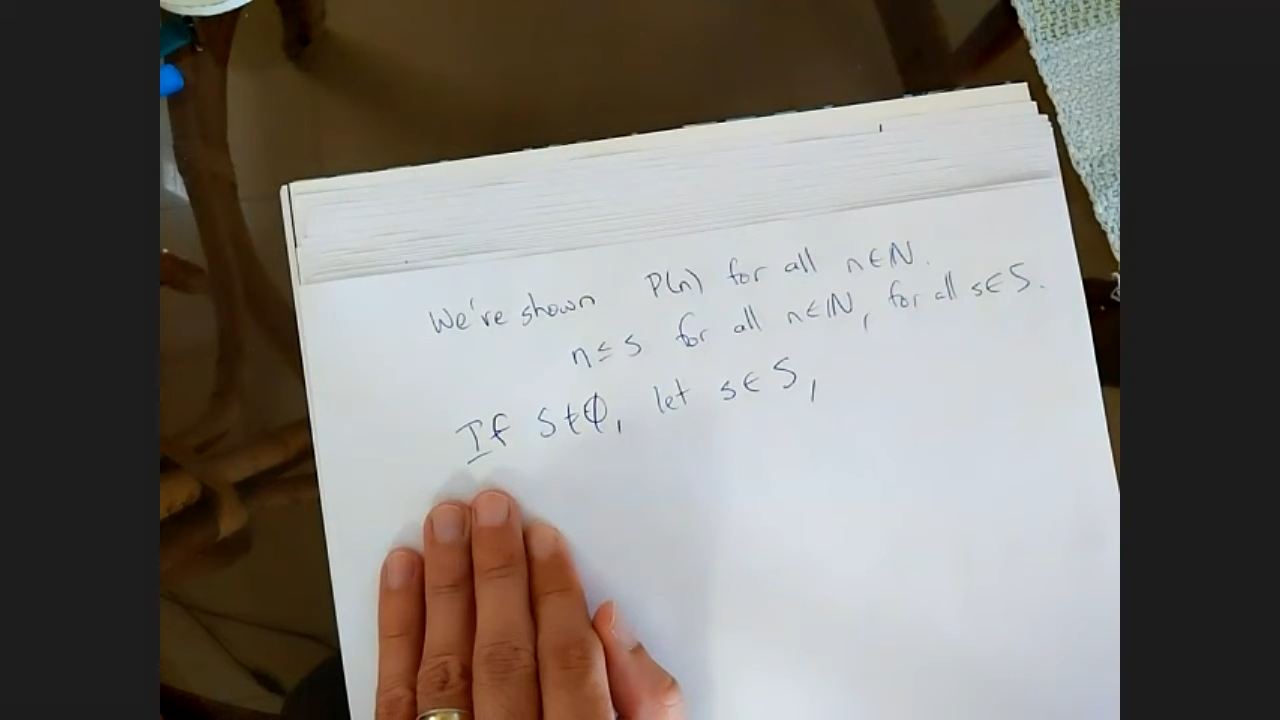 We've shown P(n) for all n∈ℕ.
n≤s for all n∈ℕ, for all s∈S.
If S≠∅, let s∈S,